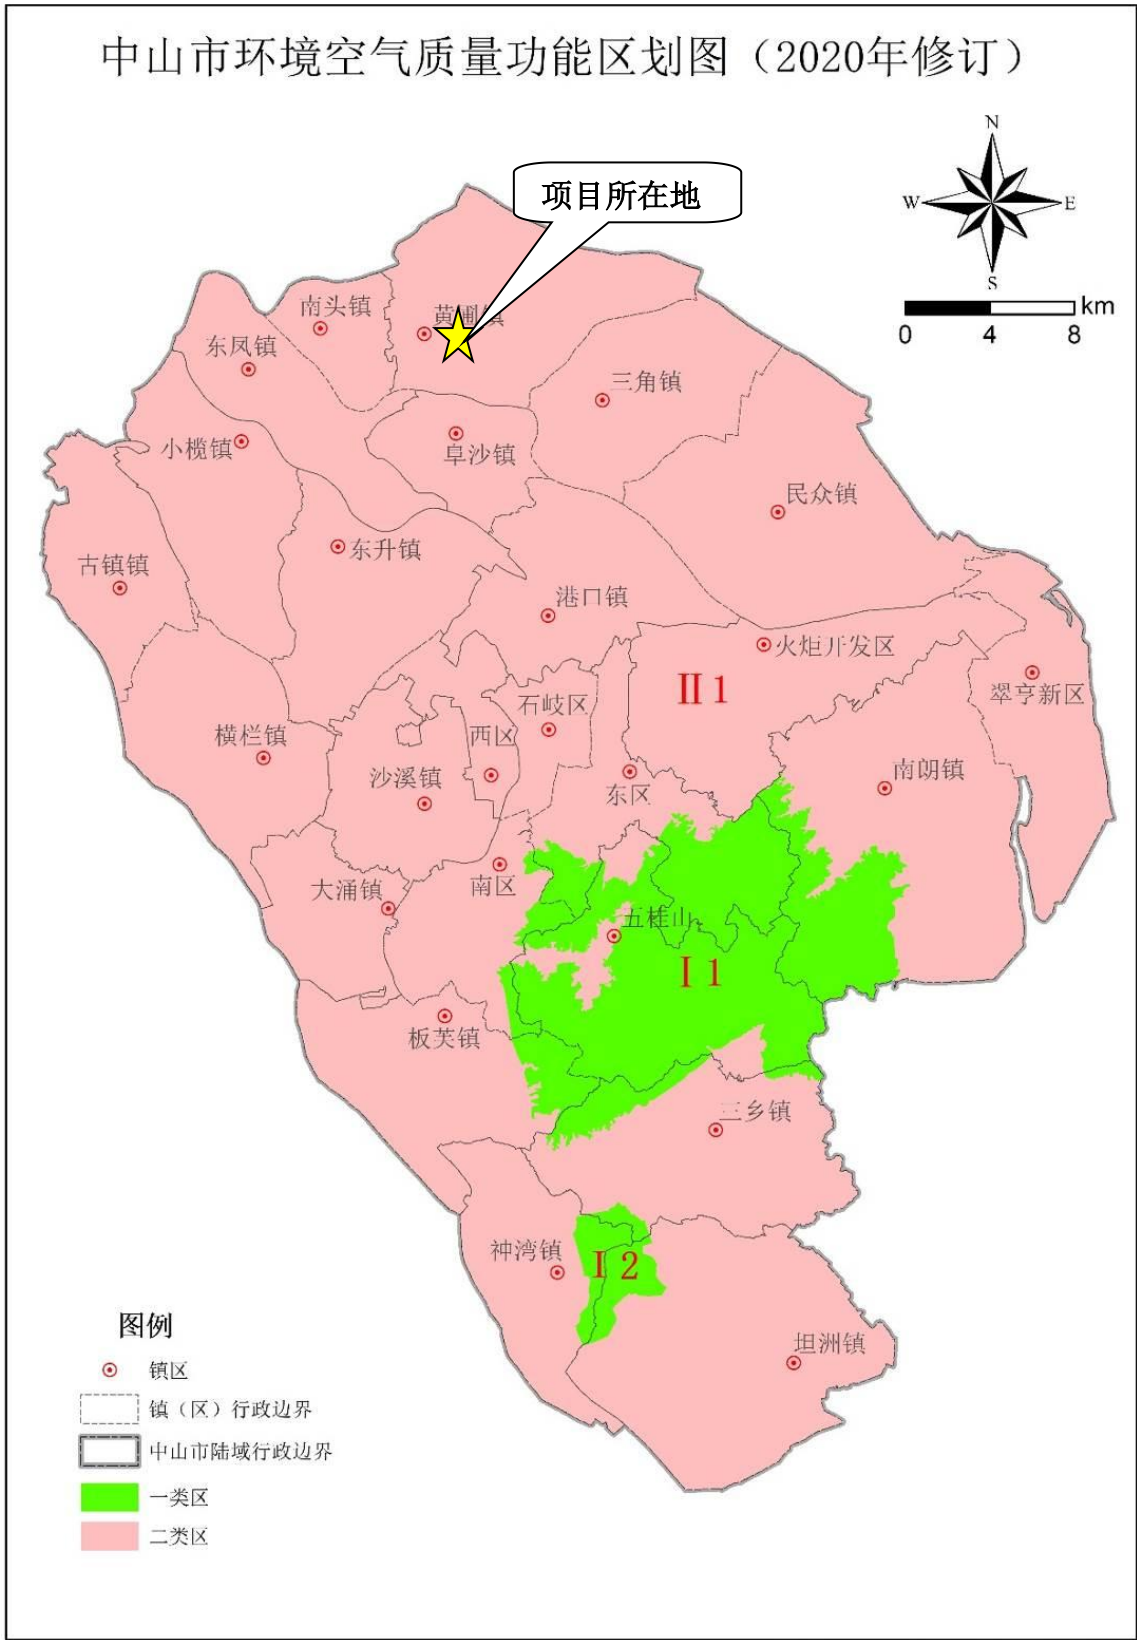 中山市环境空气质量功能区划图（2020年修订）
N
W
E
S
km
0 4 8
项目所在地
南头镇
黄圃镇
东凤镇
三角镇
小榄镇
阜沙镇
民众镇
东升镇
古镇镇
港口镇
火炬开发区
翠亨新区
II 1
石岐区
西区
横栏镇
沙溪镇
东区
南朗镇
南区
大涌镇
五桂山
I 1
板芙镇
三乡镇
神湾镇
I 2
坦洲镇
图例
镇区
镇（区）行政边界
中山市陆域行政边界
一类区
二类区